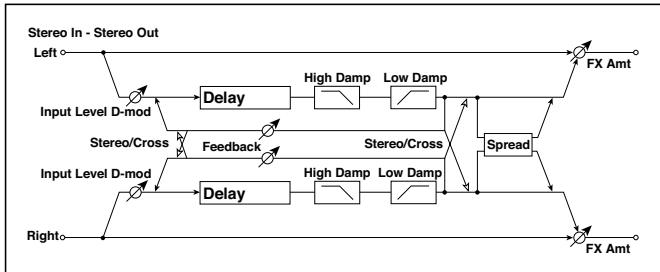 Stereo In - Stereo Out
Left
FX Amt
High Damp Low Damp
Delay
Input Level D-mod
Stereo/Cross Feedback Stereo/Cross Spread
Input Level D-mod
High Damp Low Damp
Delay
Right
FX Amt